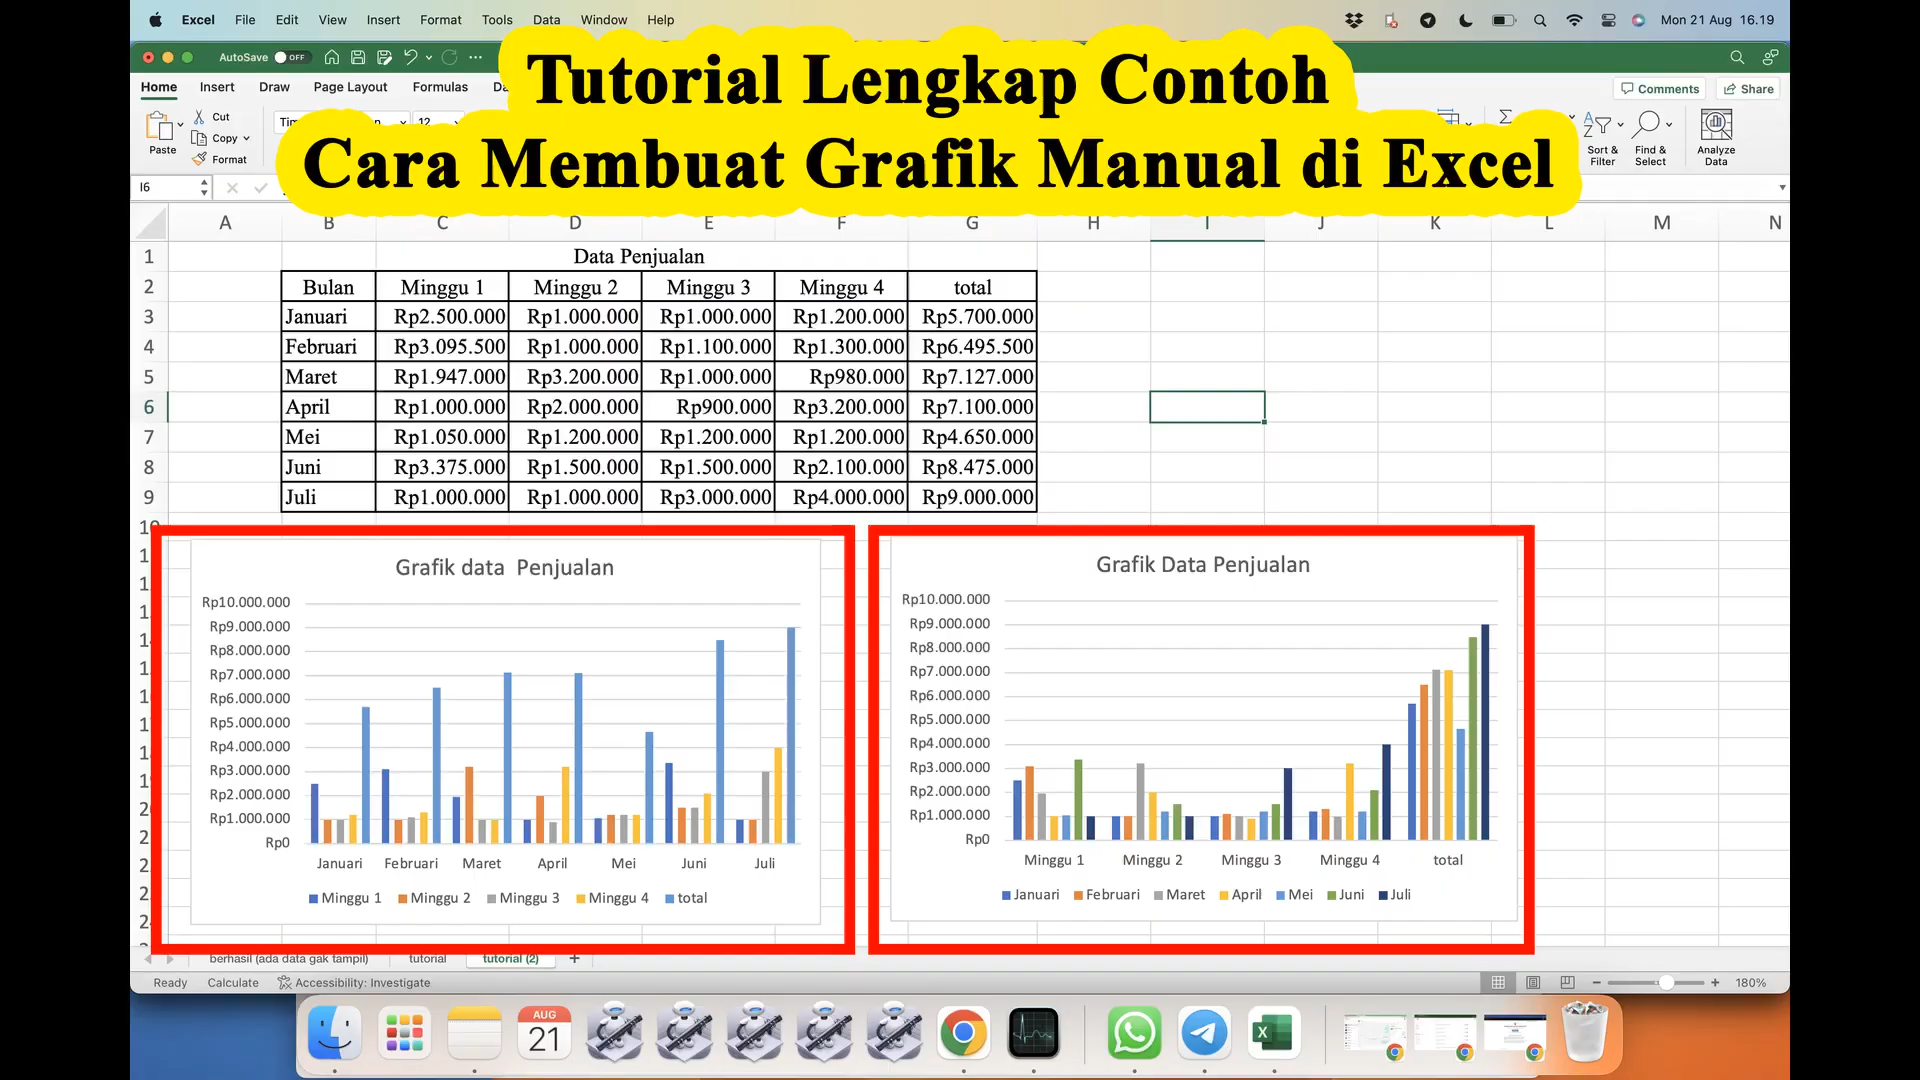 Excel File Edit View Insert Format Tools Data Window Help Mon 21 Aug 16.19
AutoSave OFF
Tutorial Lengkap Contoh
Cara Membuat Grafik Manual di Excel
Home Insert Draw Page Layout Formulas Comments Share
Paste Cut Copy Format 12 Sort & Filter Find & Select Analyze Data
I6
A B C D E F G H I J K L M N
1 Data Penjualan
2 Bulan Minggu 1 Minggu 2 Minggu 3 Minggu 4 total
3 Januari Rp2.500.000 Rp1.000.000 Rp1.000.000 Rp1.200.000 Rp5.700.000
4 Februari Rp3.095.500 Rp1.000.000 Rp1.100.000 Rp1.300.000 Rp6.495.500
5 Maret Rp1.947.000 Rp3.200.000 Rp1.000.000 Rp980.000 Rp7.127.000
6 April Rp1.000.000 Rp2.000.000 Rp900.000 Rp3.200.000 Rp7.100.000
7 Mei Rp1.050.000 Rp1.200.000 Rp1.200.000 Rp1.200.000 Rp4.650.000
8 Juni Rp3.375.000 Rp1.500.000 Rp1.500.000 Rp2.100.000 Rp8.475.000
9 Juli Rp1.000.000 Rp1.000.000 Rp3.000.000 Rp4.000.000 Rp9.000.000
Grafik data Penjualan
Rp10.000.000
Rp9.000.000
Rp8.000.000
Rp7.000.000
Rp6.000.000
Rp5.000.000
Rp4.000.000
Rp3.000.000
Rp2.000.000
Rp1.000.000
Rp0
Januari Februari Maret April Mei Juni Juli
Minggu 1 Minggu 2 Minggu 3 Minggu 4 total
Grafik Data Penjualan
Rp10.000.000
Rp9.000.000
Rp8.000.000
Rp7.000.000
Rp6.000.000
Rp5.000.000
Rp4.000.000
Rp3.000.000
Rp2.000.000
Rp1.000.000
Rp0
Minggu 1 Minggu 2 Minggu 3 Minggu 4 total
Januari Februari Maret April Mei Juni Juli
berhasil (ada data gak tampil) tutorial tutorial (2)
Ready Calculate Accessibility: Investigate 180%
AUG
21